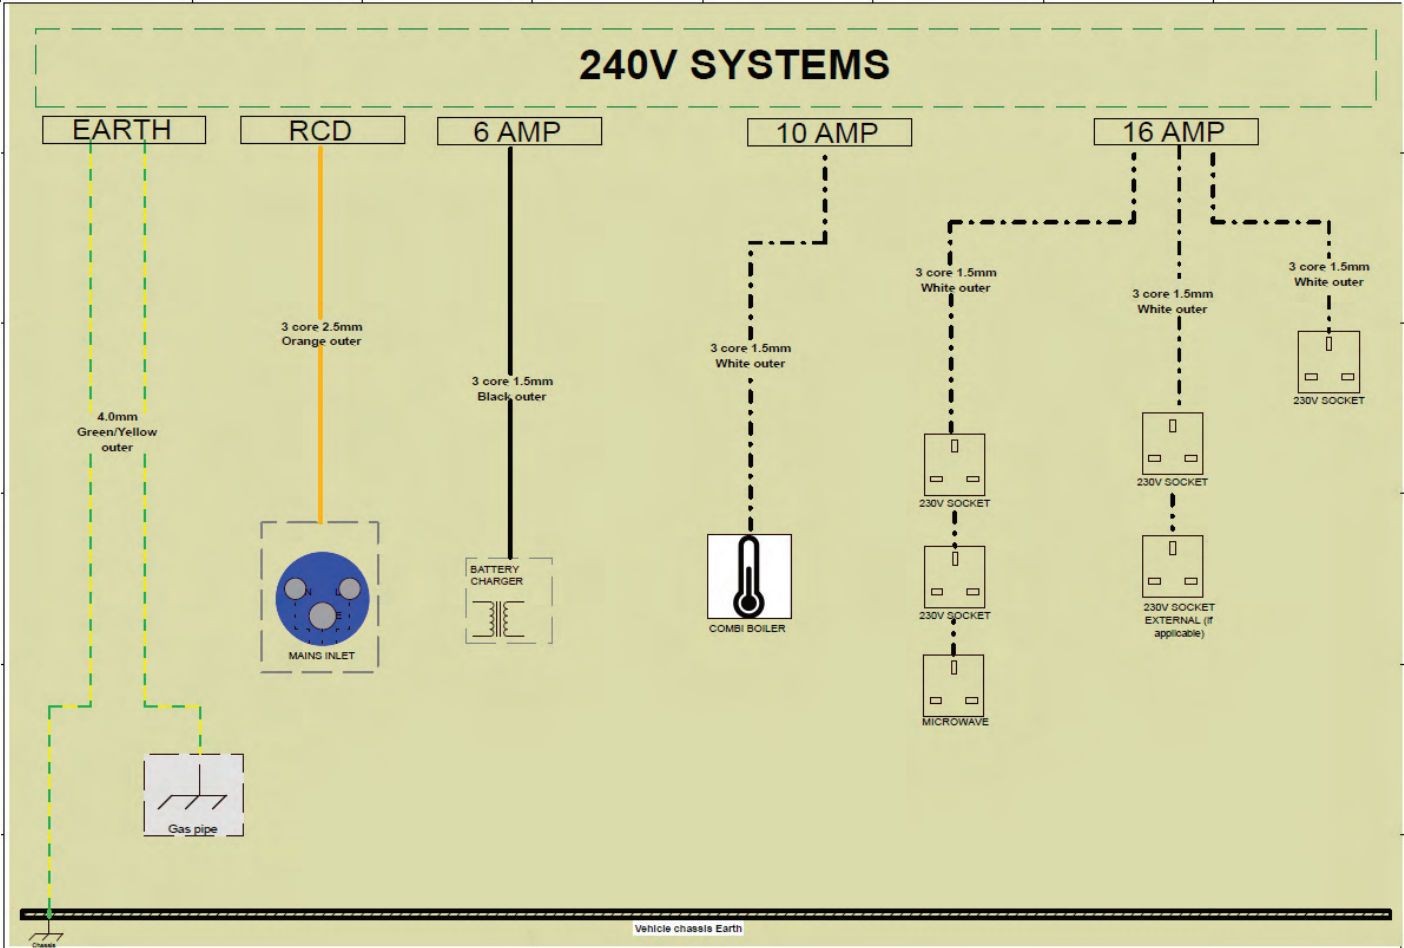 240V SYSTEMS
EARTH
RCD
6 AMP
10 AMP
16 AMP
4.0mm
Green/Yellow
outer
3 core 2.5mm
Orange outer
3 core 1.5mm
Black outer
3 core 1.5mm
White outer
3 core 1.5mm
White outer
3 core 1.5mm
White outer
3 core 1.5mm
White outer
N
L
E
MAINS INLET
BATTERY
CHARGER
COMBI BOILER
230V SOCKET
230V SOCKET
MICROWAVE
230V SOCKET
230V SOCKET
EXTERNAL (if
applicable)
230V SOCKET
Gas pipe
Vehicle chassis Earth
Chassis